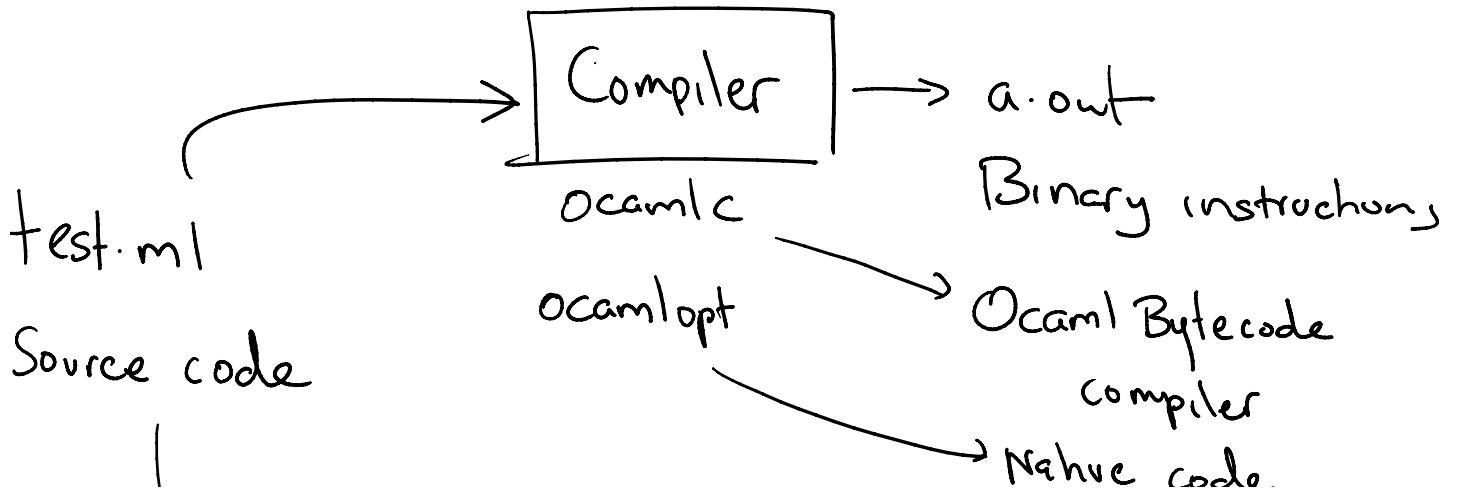 Compiler
a.out
Binary instructions
ocamlc
test.ml
ocamlopt
Ocaml Bytecode
compiler
Source code
Native code